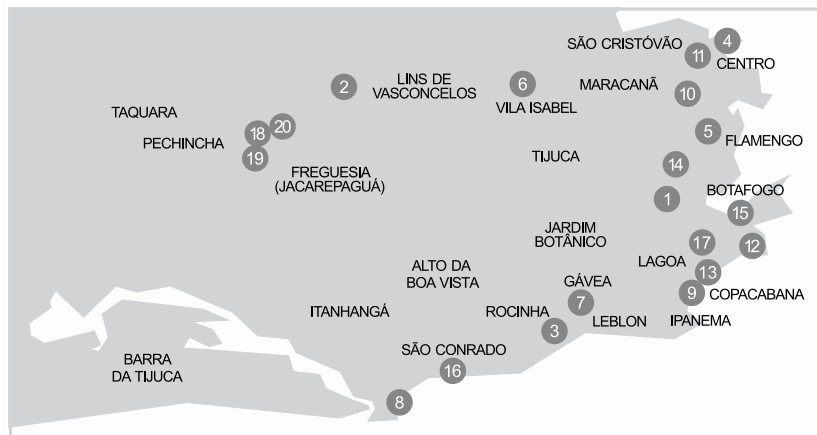 4
SÃO CRISTÓVÃO
11
CENTRO
2
LINS DE
VASCONCELOS
6
MARACANÃ
10
VILA ISABEL
TAQUARA
18
20
PECHINCHA
19
5
FLAMENGO
FREGUESIA
(JACAREPAGUÁ)
TIJUCA
14
1
BOTAFOGO
15
JARDIM
BOTÂNICO
17
12
LAGOA
13
ALTO DA
BOA VISTA
GÁVEA
7
9
COPACABANA
ITANHANGÁ
ROCINHA
3
LEBLON
IPANEMA
SÃO CONRADO
16
BARRA
DA TIJUCA
8